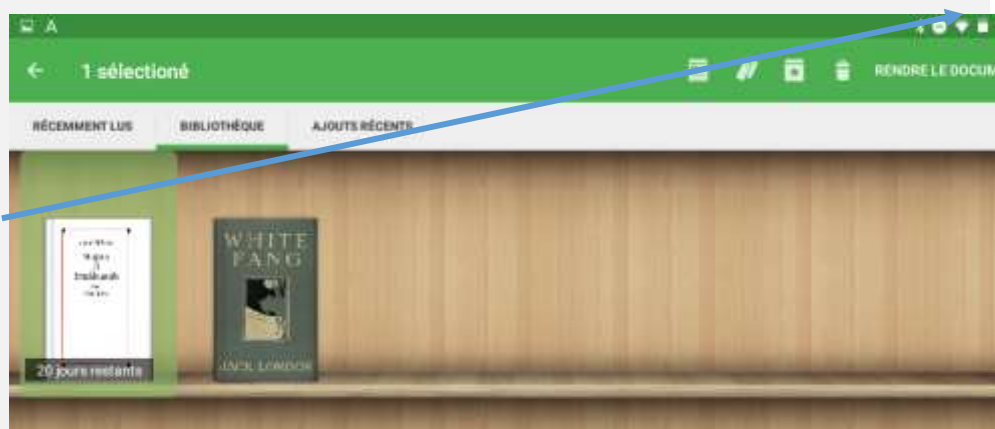 A
1 sélectioné
RENDRE LE DOCUM
RÉCEMMENT LUS
BIBLIOTHÈQUE
AJOUTS RÉCENTS
WHITE
FANG
JACK LONDON
20 jours restants